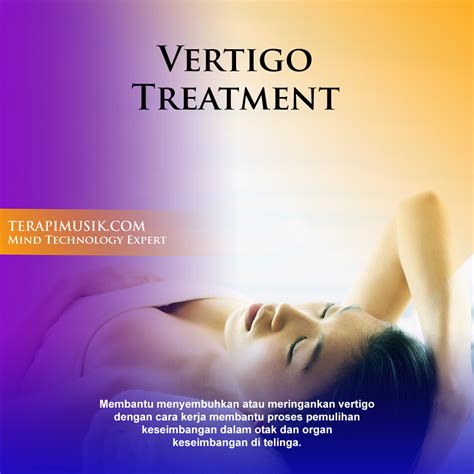 VERTIGO
TREATMENT
TERAPIMUSIK.COM
MIND TECHNOLOGY EXPERT
Membantu menyembuhkan atau meringankan vertigo
dengan cara kerja membantu proses pemulihan
keseimbangan dalam otak dan organ
keseimbangan di telinga.